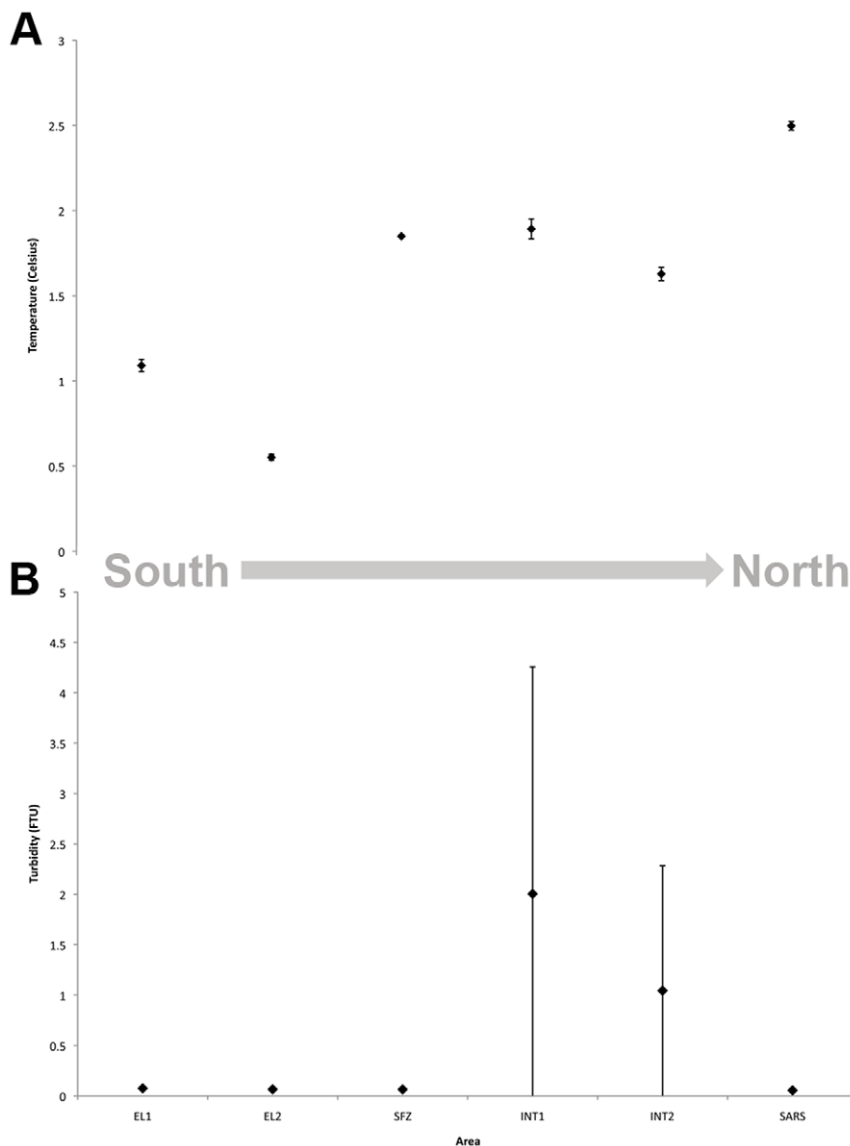 A
3
2.5
2
1.5
1
0.5
0
Temperature (Celsius)
South North
B
5
4.5
4
3.5
3
2.5
2
1.5
1
0.5
0
Turbidity (FTU)
EL1 EL2 SFZ INT1 INT2 SARS
Area